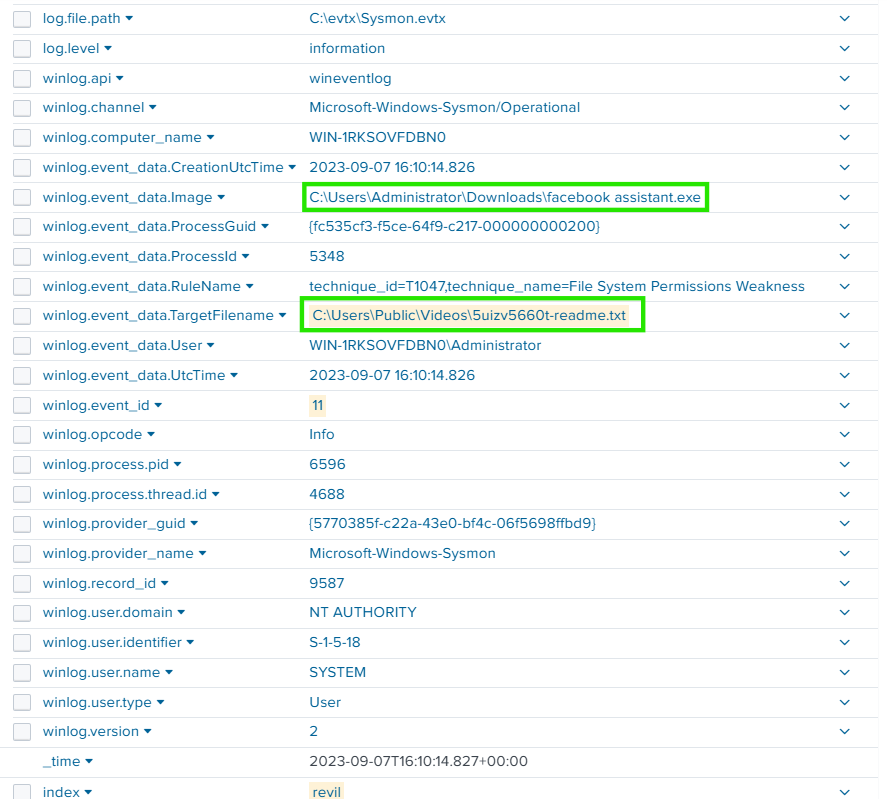 log.file.path C:\evtx\Sysmon.evtx
log.level information
winlog.api wineventlog
winlog.channel Microsoft-Windows-Sysmon/Operational
winlog.computer_name WIN-1RKSOVFDBN0
winlog.event_data.CreationUtcTime 2023-09-07 16:10:14.826
winlog.event_data.Image C:\Users\Administrator\Downloads\facebook assistant.exe
winlog.event_data.ProcessGuid {fc535cf3-f5ce-64f9-c217-000000000200}
winlog.event_data.ProcessId 5348
winlog.event_data.RuleName technique_id=T1047,technique_name=File System Permissions Weakness
winlog.event_data.TargetFilename C:\Users\Public\Videos\5uizv5660t-readme.txt
winlog.event_data.User WIN-1RKSOVFDBN0\Administrator
winlog.event_data.UtcTime 2023-09-07 16:10:14.826
winlog.event_id 11
winlog.opcode Info
winlog.process.pid 6596
winlog.process.thread.id 4688
winlog.provider_guid {5770385f-c22a-43e0-bf4c-06f5698ffbd9}
winlog.provider_name Microsoft-Windows-Sysmon
winlog.record_id 9587
winlog.user.domain NT AUTHORITY
winlog.user.identifier S-1-5-18
winlog.user.name SYSTEM
winlog.user.type User
winlog.version 2
_time 2023-09-07T16:10:14.827+00:00
index revil